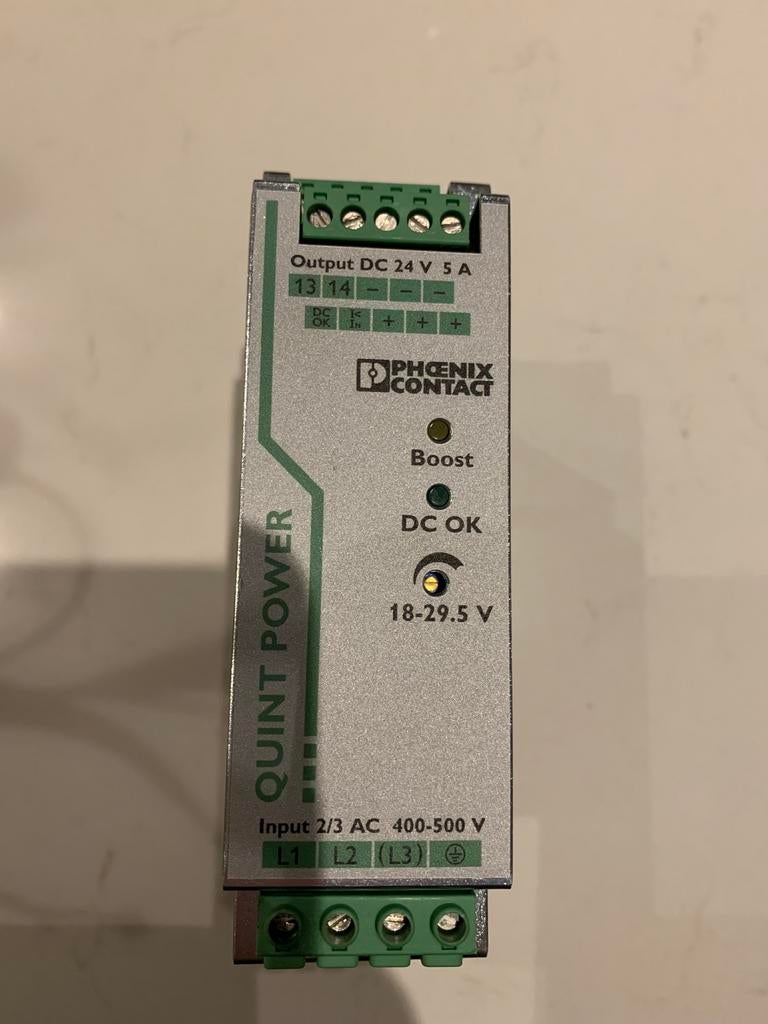 Output DC 24 V 5 A
13 14 – – –
DC OK I< IN + + +
PHŒNIX
CONTACT
Boost
DC OK
18-29.5 V
QUINT POWER
Input 2/3 AC 400-500 V
L1 L2 (L3)